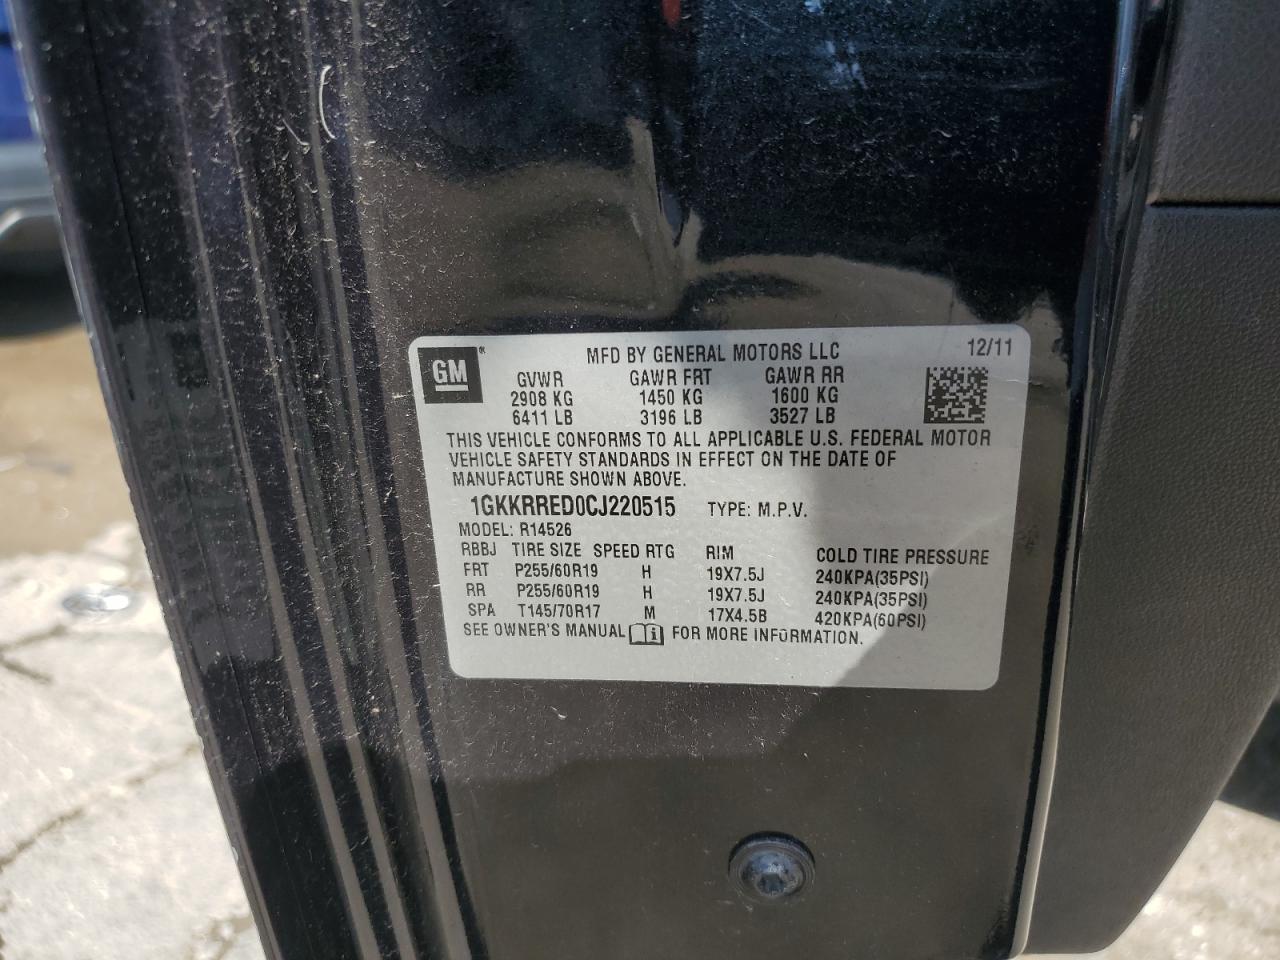 GM® MFD BY GENERAL MOTORS LLC 12/11
GVWR GAWR FRT GAWR RR
2908 KG 1450 KG 1600 KG
6411 LB 3196 LB 3527 LB
THIS VEHICLE CONFORMS TO ALL APPLICABLE U.S. FEDERAL MOTOR
VEHICLE SAFETY STANDARDS IN EFFECT ON THE DATE OF
MANUFACTURE SHOWN ABOVE.
1GKKRRED0CJ220515 TYPE: M.P.V.
MODEL: R14526
RBBJ TIRE SIZE SPEED RTG RIM COLD TIRE PRESSURE
FRT P255/60R19 H 19X7.5J 240KPA(35PSI)
RR P255/60R19 H 19X7.5J 240KPA(35PSI)
SPA T145/70R17 M 17X4.5B 420KPA(60PSI)
SEE OWNER'S MANUAL i FOR MORE INFORMATION.